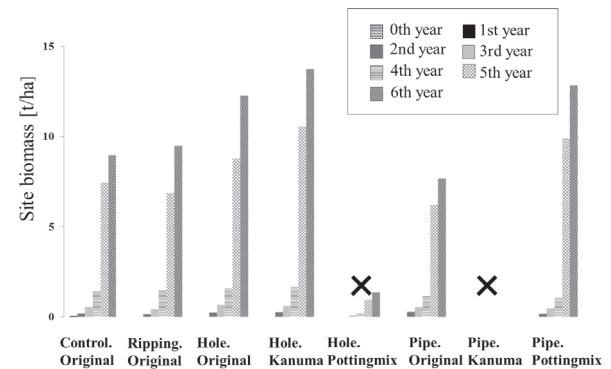 0th year 1st year
2nd year 3rd year
4th year 5th year
6th year
Site biomass [t/ha]
15
10
5
0
Control. Ripping. Hole. Hole. Hole. Pipe. Pipe. Pipe.
Original Original Original Kanuma Pottingmix Original Kanuma Pottingmix